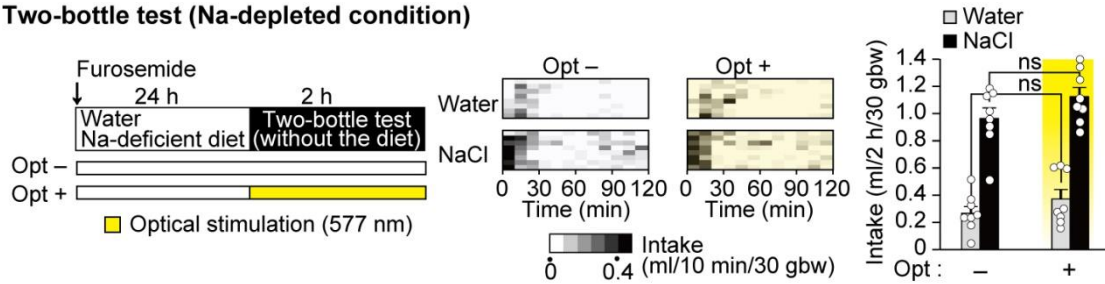 Two-bottle test (Na-depleted condition)
Furosemide
24 h
2 h
Water
Na-deficient diet
Two-bottle test
(without the diet)
Opt –
Opt +
Optical stimulation (577 nm)
Opt –
Opt +
Water
NaCl
0 30 60 90 120
0 30 60 90 120
Time (min)
Time (min)
0 0.4
Intake
(ml/10 min/30 gbw)
Water
NaCl
ns
ns
1.4
1.2
1.0
0.8
0.6
0.4
0.2
0
Intake (ml/2 h/30 gbw)
Opt : – +